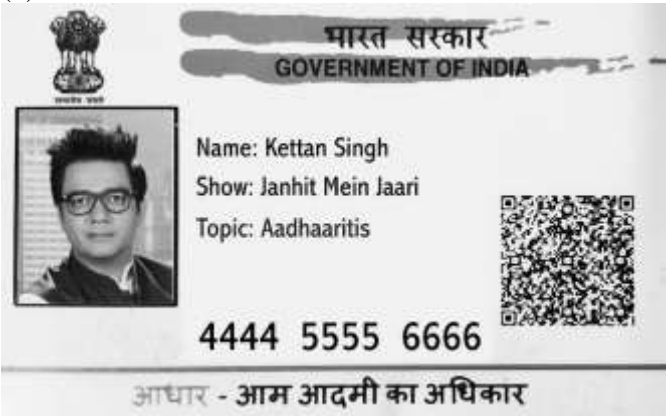 भारत सरकार
GOVERNMENT OF INDIA
Name: Kettan Singh
Show: Janhit Mein Jaari
Topic: Aadhaaritis
4444 5555 6666
आधार - आम आदमी का अधिकार